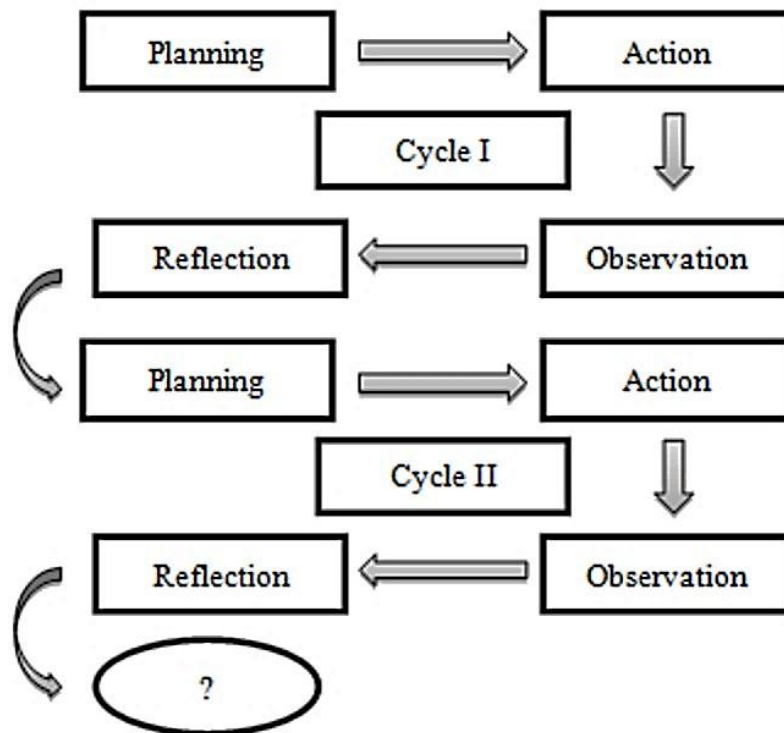 Planning
Action
Cycle I
Reflection
Observation
Planning
Action
Cycle II
Reflection
Observation
?